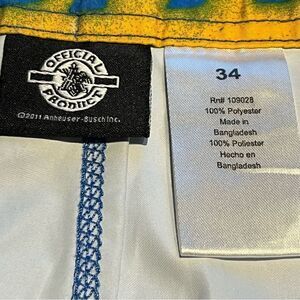 OFFICIAL
PRODUCT
©2011 Anheuser-Busch Inc.
34
Rn# 109028
100% Polyester
Made in
Bangladesh
100% Poliester
Hecho en
Bangladesh